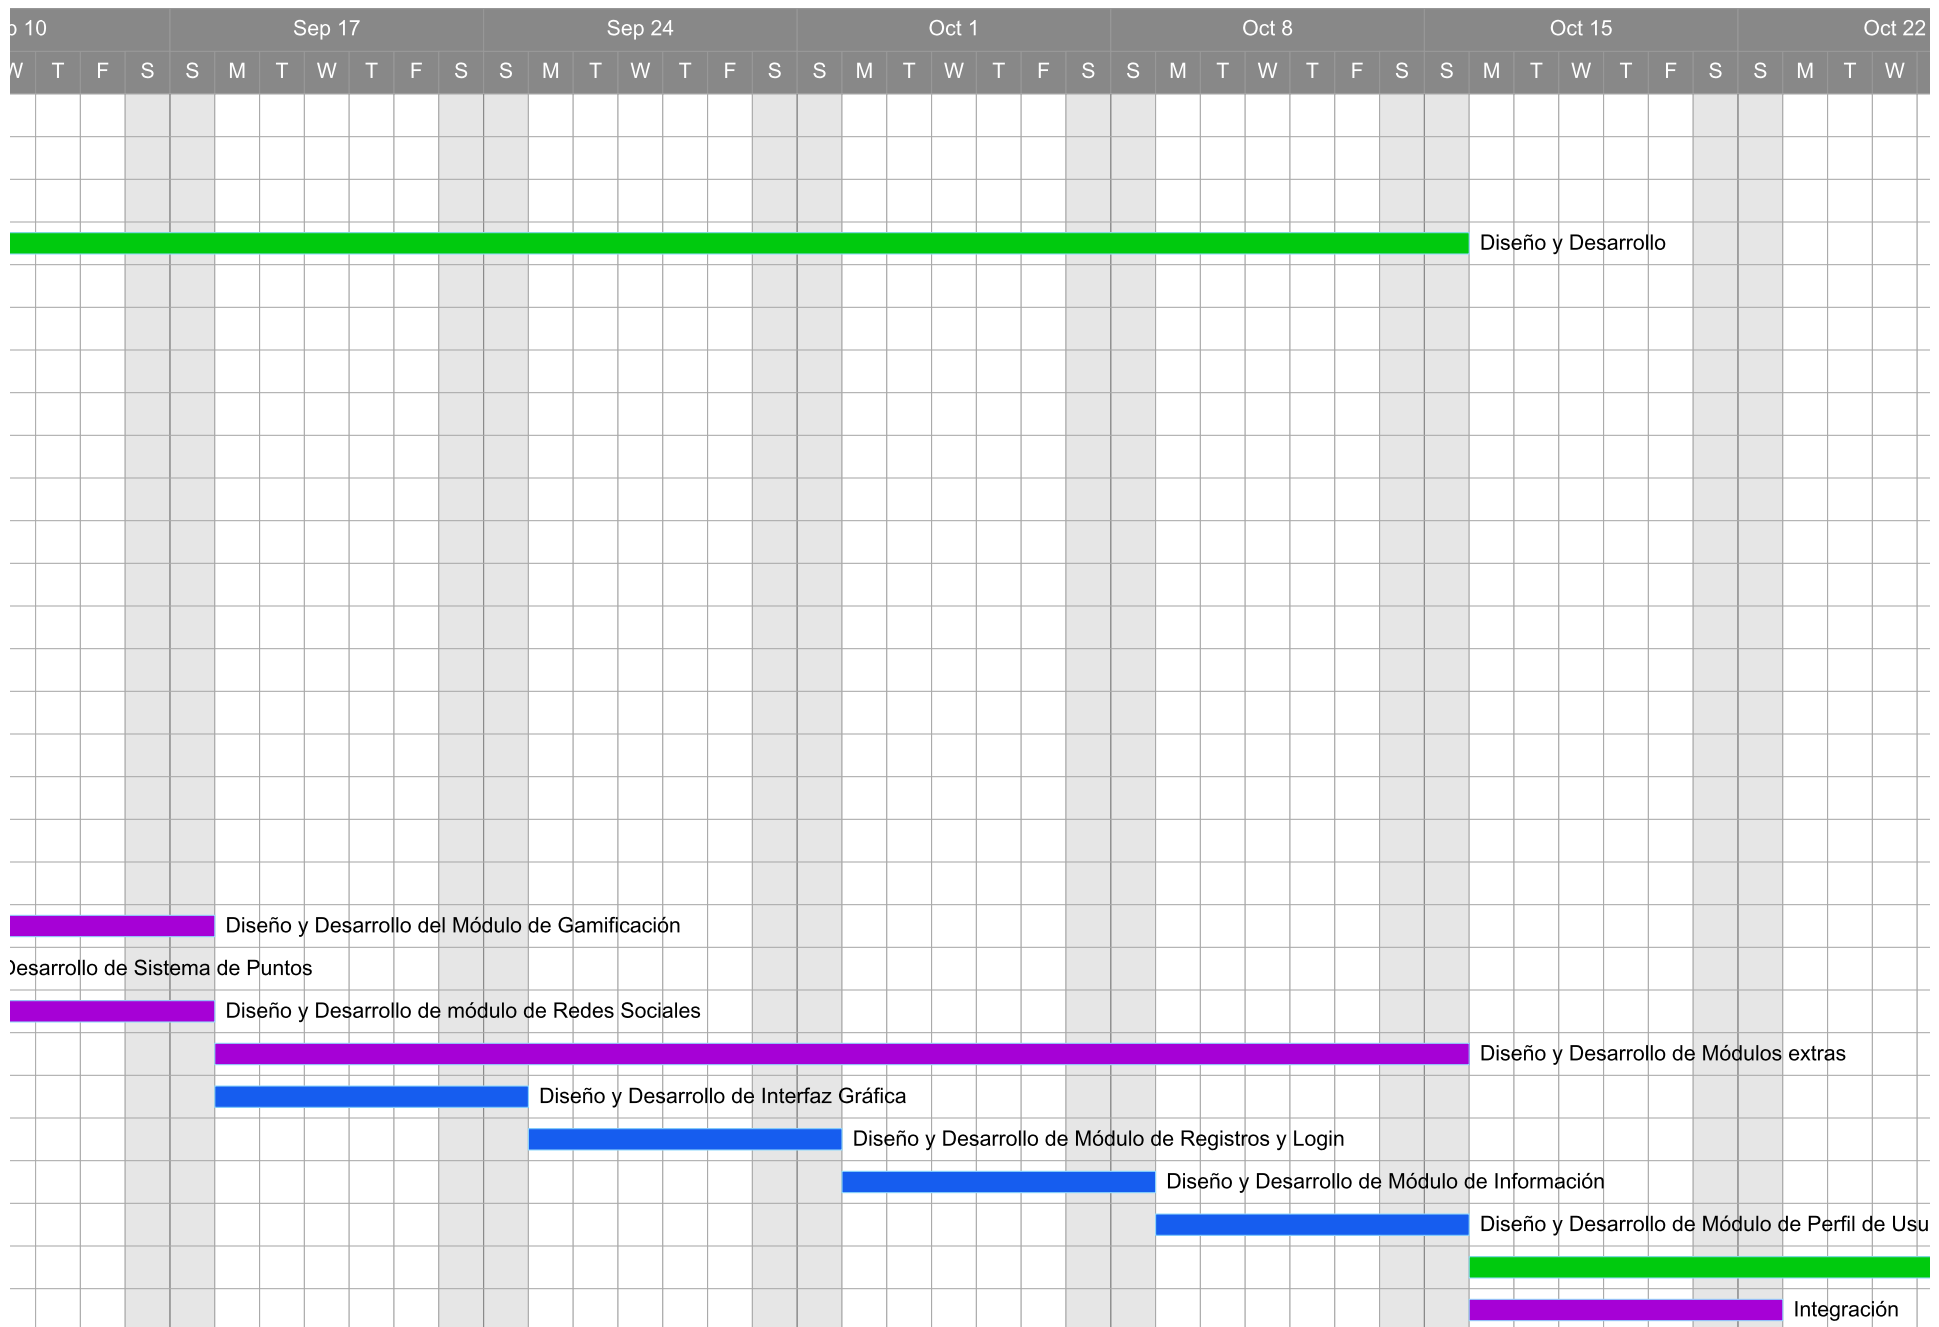 10 Sep 17 Sep 24 Oct 1 Oct 8 Oct 15 Oct 22
W T F S S M T W T F S S M T W T F S S M T W T F S S M T W T F S S M T W T F S S M T W
Diseño y Desarrollo
Diseño y Desarrollo del Módulo de Gamificación
Desarrollo de Sistema de Puntos
Diseño y Desarrollo de módulo de Redes Sociales
Diseño y Desarrollo de Módulos extras
Diseño y Desarrollo de Interfaz Gráfica
Diseño y Desarrollo de Módulo de Registros y Login
Diseño y Desarrollo de Módulo de Información
Diseño y Desarrollo de Módulo de Perfil de Usu
Integración